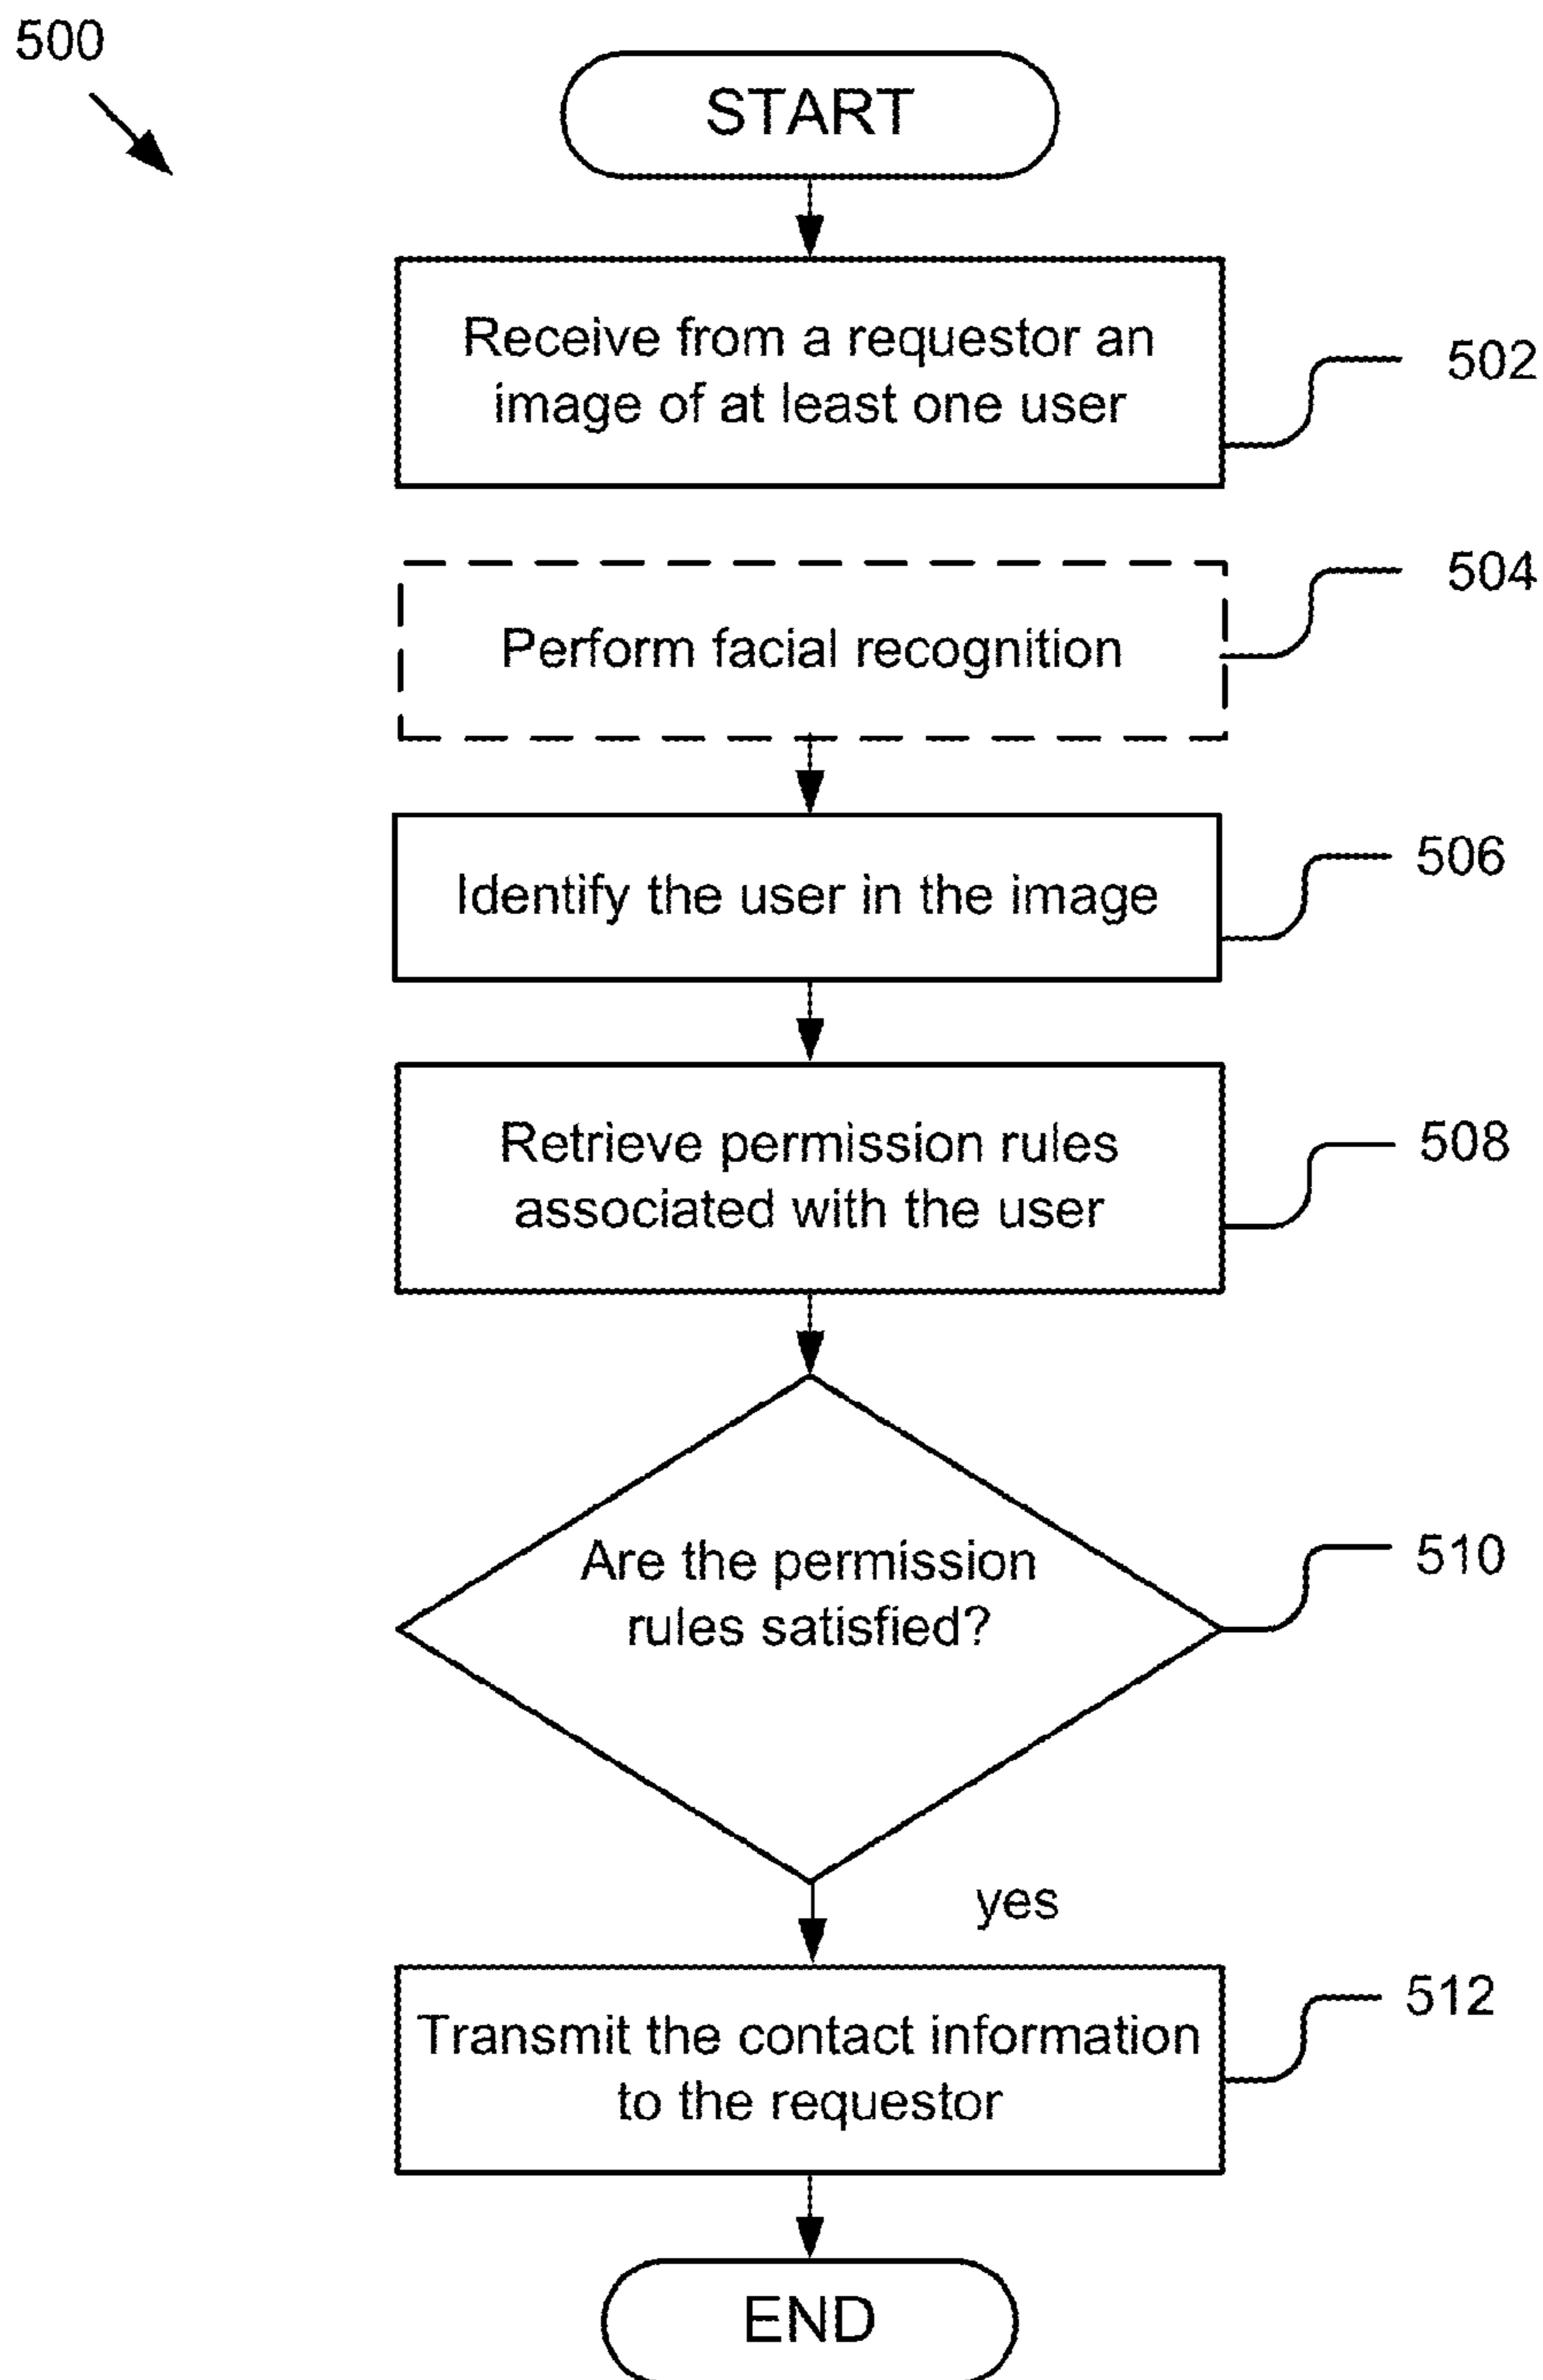 500
START
Receive from a requestor an
image of at least one user
502
504
Perform facial recognition
506
Identify the user in the image
Retrieve permission rules
associated with the user
508
Are the permission
rules satisfied?
510
yes
512
Transmit the contact information
to the requestor
END